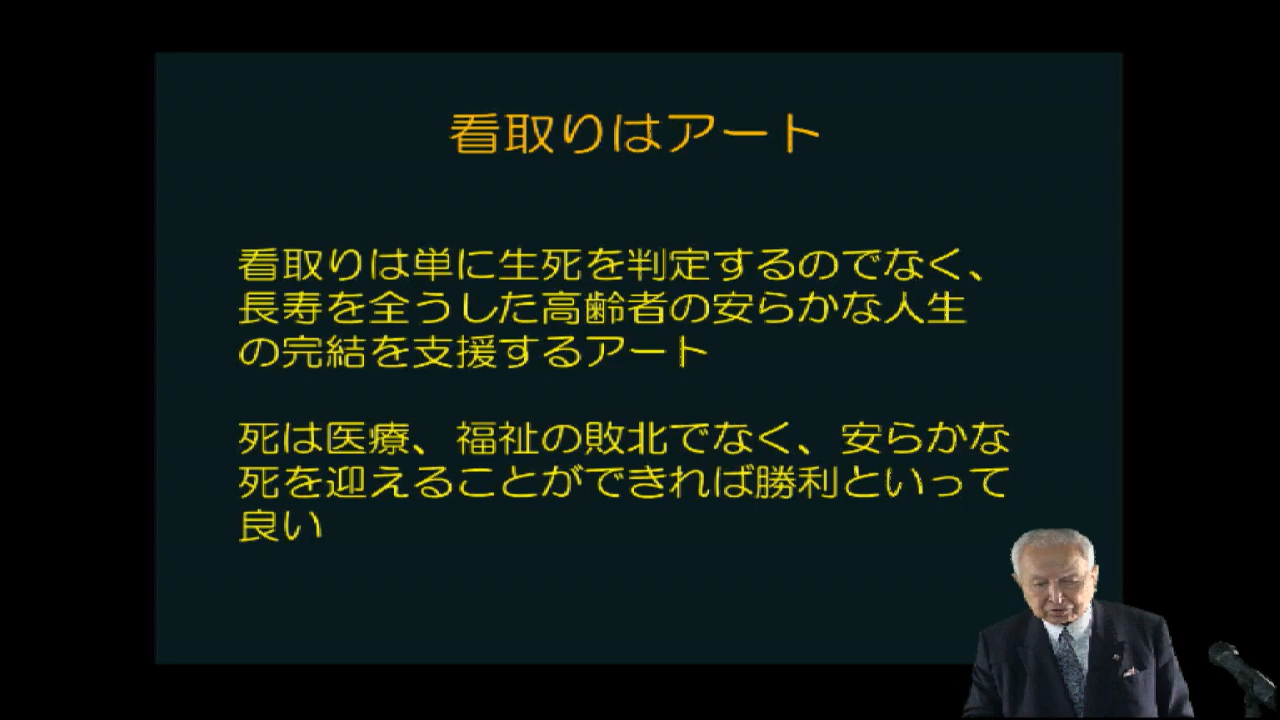 看取りはアート
看取りは単に生死を判定するのでなく、
長寿を全うした高齢者の安らかな人生
の完結を支援するアート
死は医療、福祉の敗北でなく、安らかな
死を迎えることができれば勝利といって
良い